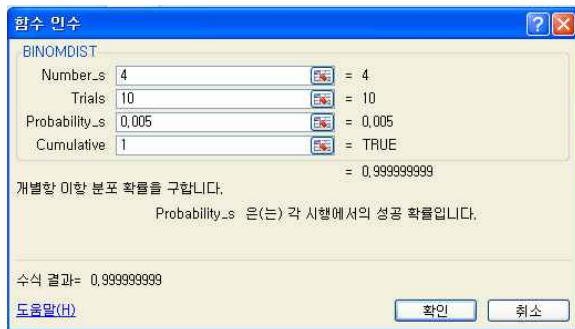 함수 인수
BINOMDIST
Number_s 4 = 4
Trials 10 = 10
Probability_s 0,005 = 0,005
Cumulative 1 = TRUE
= 0,999999999
개별항 이항 분포 확률을 구합니다,
Probability_s 은(는) 각 시행에서의 성공 확률입니다,
수식 결과= 0,999999999
도움말(H) 확인 취소